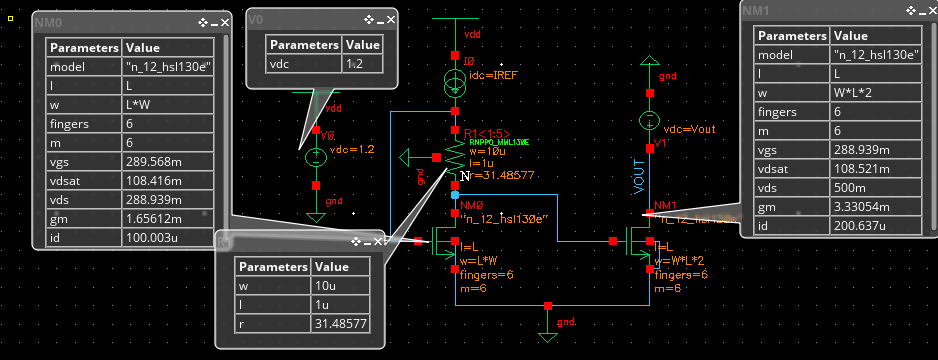 NM0
Parameters Value
model "n_12_hsl130e"
l L
w L*W
fingers 6
m 6
vgs 289.568m
vdsat 108.416m
vds 288.939m
gm 1.65612m
id 100.003u
V0
Parameters Value
vdc 1.2
NM1
Parameters Value
model "n_12_hsl130e"
l L
w W*L*2
fingers 6
m 6
vgs 288.939m
vdsat 108.521m
vds 500m
gm 3.33054m
id 200.637u
Parameters Value
w 10u
l 1u
r 31.48577
vdd
V0
vdc=1.2
gnd
vdd
I0
idc=IREF
R1<1:5>
RNPPO_MML130E
w=10u
l=1u
r=31.48577
gnd
NM0
"n_12_hsl130e"
l=L
w=L*W
fingers=6
m=6
gnd
vdc=Vout
V1
VOUT
NM1
l=L
w=W*L*2
fingers=6
m=6
gnd